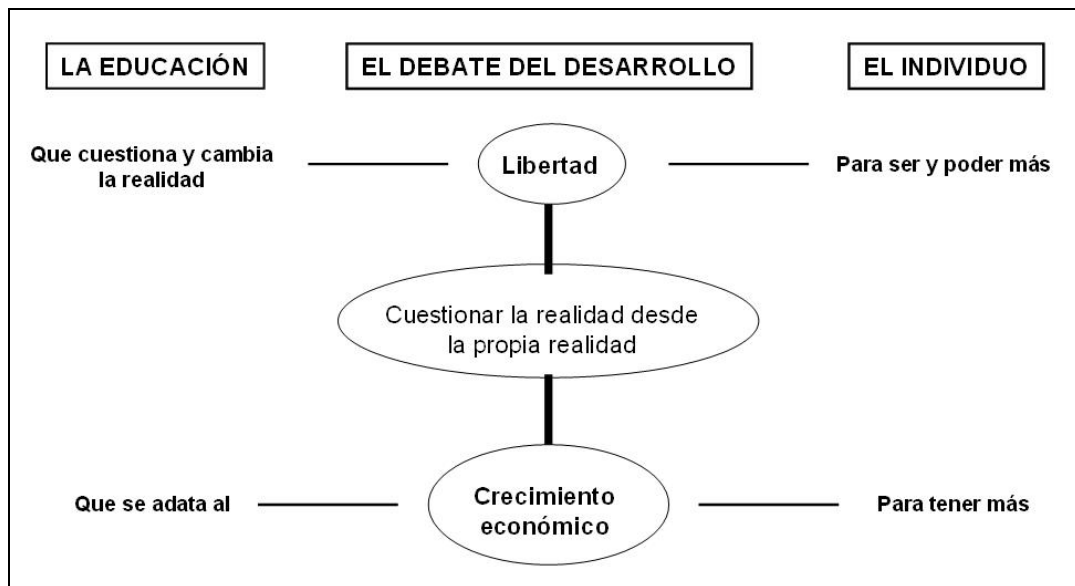 LA EDUCACIÓN
EL DEBATE DEL DESARROLLO
EL INDIVIDUO
Que cuestiona y cambia
la realidad
Libertad
Para ser y poder más
Cuestionar la realidad desde
la propia realidad
Que se adata al
Crecimiento
económico
Para tener más